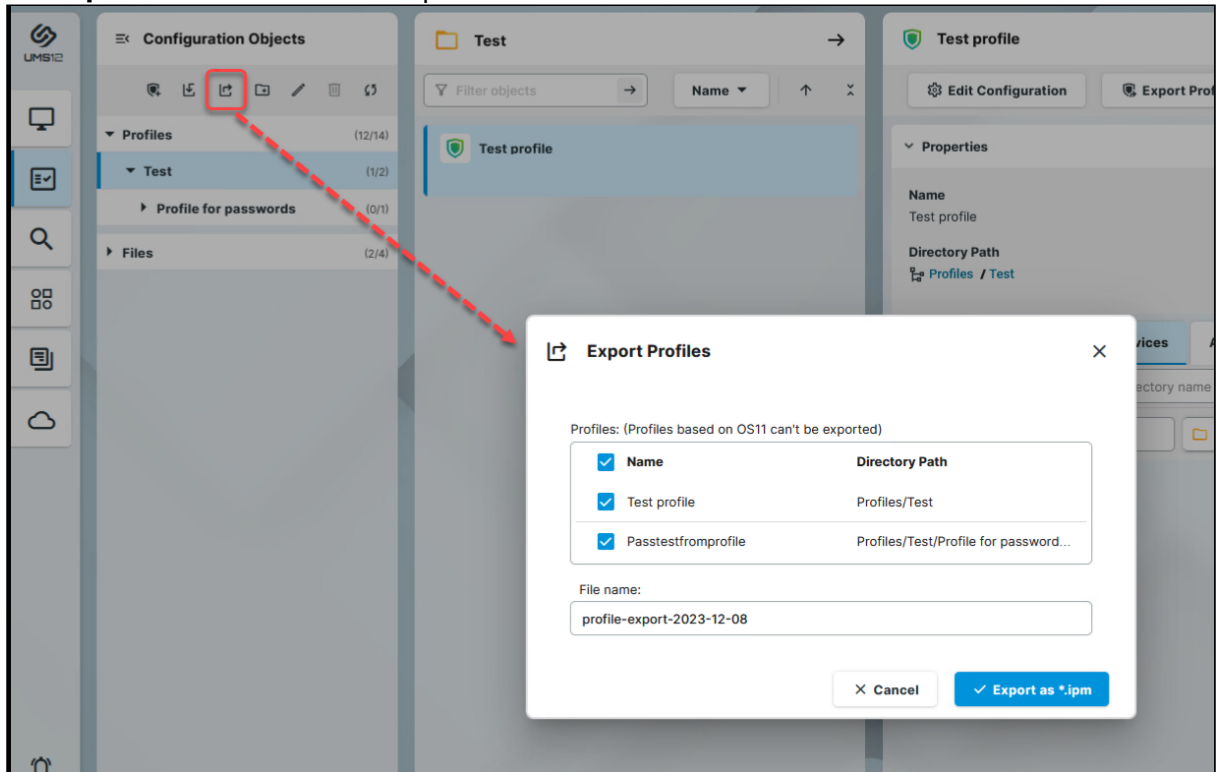 UMS12
Configuration Objects
Profiles (12/14)
Test (1/2)
Profile for passwords (0/1)
Files (2/4)
Test
Filter objects
Name
Test profile
Test profile
Edit Configuration
Export Prof
Properties
Name
Test profile
Directory Path
Profiles / Test
vices
ectory name
Export Profiles
Profiles: (Profiles based on OS11 can't be exported)
Name Directory Path
Test profile Profiles/Test
Passtestfromprofile Profiles/Test/Profile for password...
File name:
profile-export-2023-12-08
Cancel
Export as *.ipm